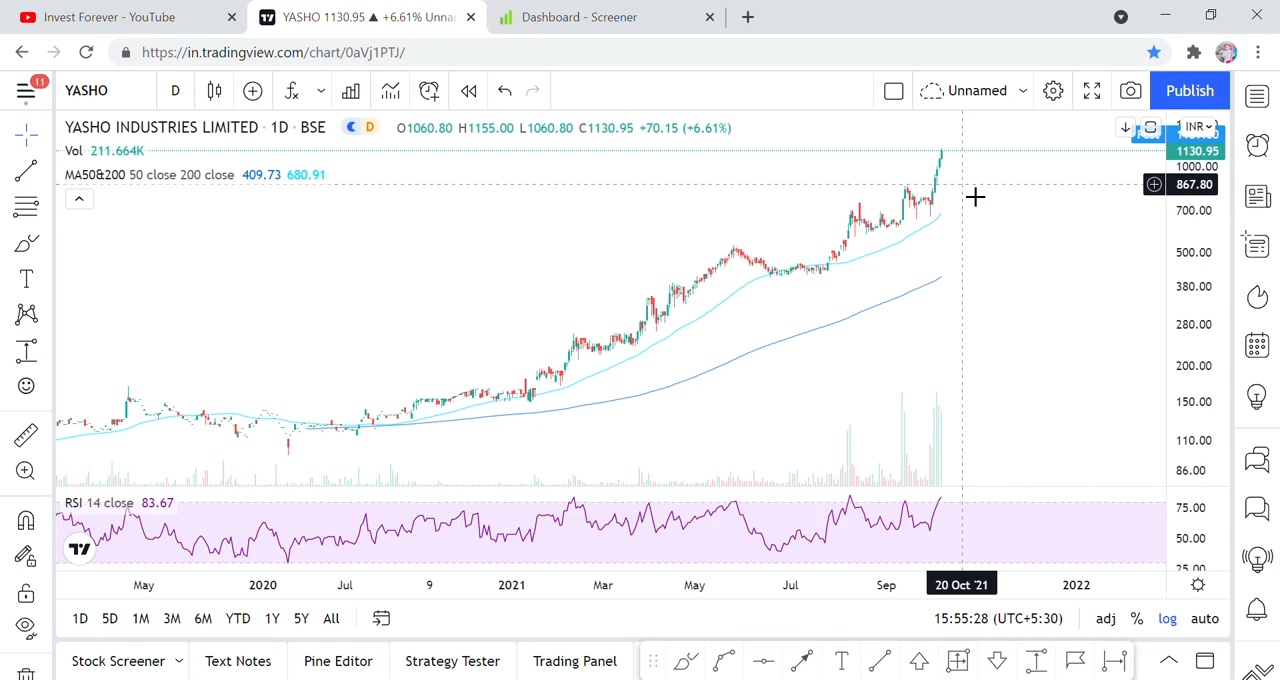 Invest Forever - YouTube
YASHO 1130.95 ▲ +6.61% Unnar
Dashboard - Screener
https://in.tradingview.com/chart/0aVj1PTJ/
11
YASHO
D
Unnamed
Publish
YASHO INDUSTRIES LIMITED · 1D · BSE
D
O1060.80 H1155.00 L1060.80 C1130.95 +70.15 (+6.61%)
INR
Vol 211.664K
1130.95
MA50&200 50 close 200 close 409.73 680.91
1000.00
867.80
700.00
500.00
380.00
280.00
200.00
150.00
110.00
86.00
RSI 14 close 83.67
75.00
50.00
25.00
May
2020
Jul
9
2021
Mar
May
Jul
Sep
20 Oct '21
2022
1D 5D 1M 3M 6M YTD 1Y 5Y All
15:55:28 (UTC+5:30)
adj % log auto
Stock Screener
Text Notes
Pine Editor
Strategy Tester
Trading Panel